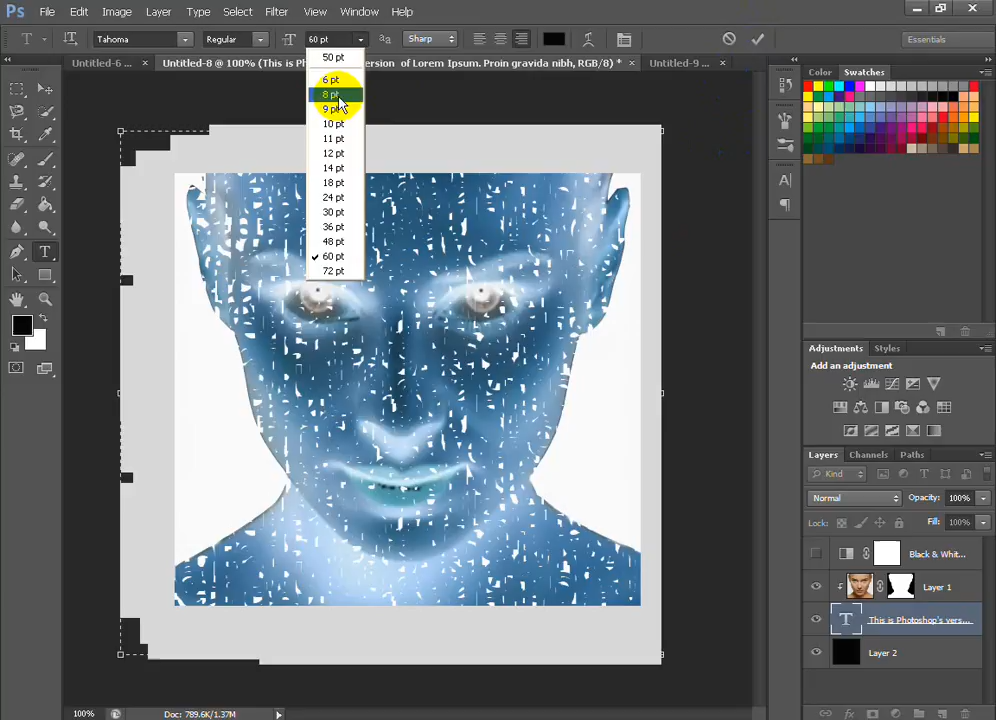 Ps File Edit Image Layer Type Select Filter View Window Help
T Tahoma Regular 60 pt aa Sharp Essentials
Untitled-6 × Untitled-8 @ 100% (This is Ph version of Lorem Ipsum. Proin gravida nibh, RGB/8) * × Untitled-9 ... ×
50 pt
6 pt
8 pt
9 pt
10 pt
11 pt
12 pt
14 pt
18 pt
24 pt
30 pt
36 pt
48 pt
60 pt
72 pt
Color Swatches
Adjustments Styles
Add an adjustment
Layers Channels Paths
Kind
Normal Opacity: 100%
Lock: Fill: 100%
Black & Whit...
Layer 1
This is Photoshop's vers...
Layer 2
100% Doc: 789.6K/1.37M